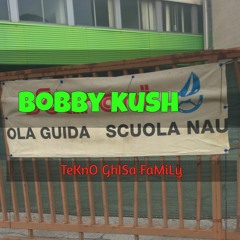 BOBBY KUSH
OLA GUIDA SCUOLA NAU
TeKnO GhISa FaMiLy